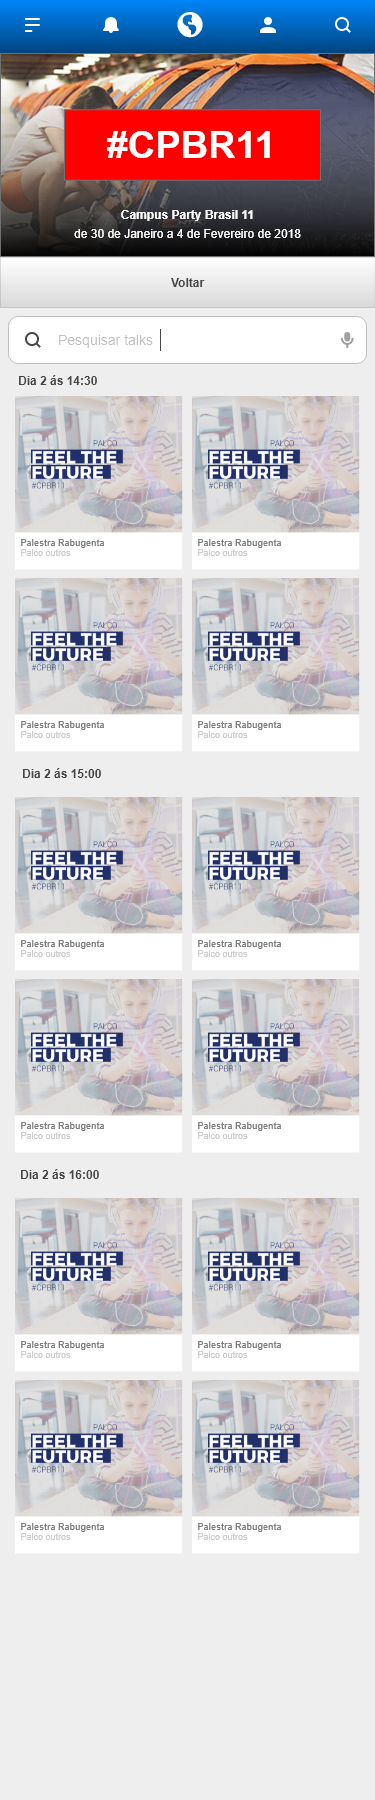 #CPBR11
Campus Party Brasil 11
de 30 de Janeiro a 4 de Fevereiro de 2018
Voltar
Pesquisar talks
Dia 2 ás 14:30
PALCO
FEEL THE
FUTURE
#CPBR11
Palestra Rabugenta
Palco outros
PALCO
FEEL THE
FUTURE
#CPBR11
Palestra Rabugenta
Palco outros
PALCO
FEEL THE
FUTURE
#CPBR11
Palestra Rabugenta
Palco outros
PALCO
FEEL THE
FUTURE
#CPBR11
Palestra Rabugenta
Palco outros
Dia 2 ás 15:00
PALCO
FEEL THE
FUTURE
#CPBR11
Palestra Rabugenta
Palco outros
PALCO
FEEL THE
FUTURE
#CPBR11
Palestra Rabugenta
Palco outros
PALCO
FEEL THE
FUTURE
#CPBR11
Palestra Rabugenta
Palco outros
PALCO
FEEL THE
FUTURE
#CPBR11
Palestra Rabugenta
Palco outros
Dia 2 ás 16:00
PALCO
FEEL THE
FUTURE
#CPBR11
Palestra Rabugenta
Palco outros
PALCO
FEEL THE
FUTURE
#CPBR11
Palestra Rabugenta
Palco outros
PALCO
FEEL THE
FUTURE
#CPBR11
Palestra Rabugenta
Palco outros
PALCO
FEEL THE
FUTURE
#CPBR11
Palestra Rabugenta
Palco outros